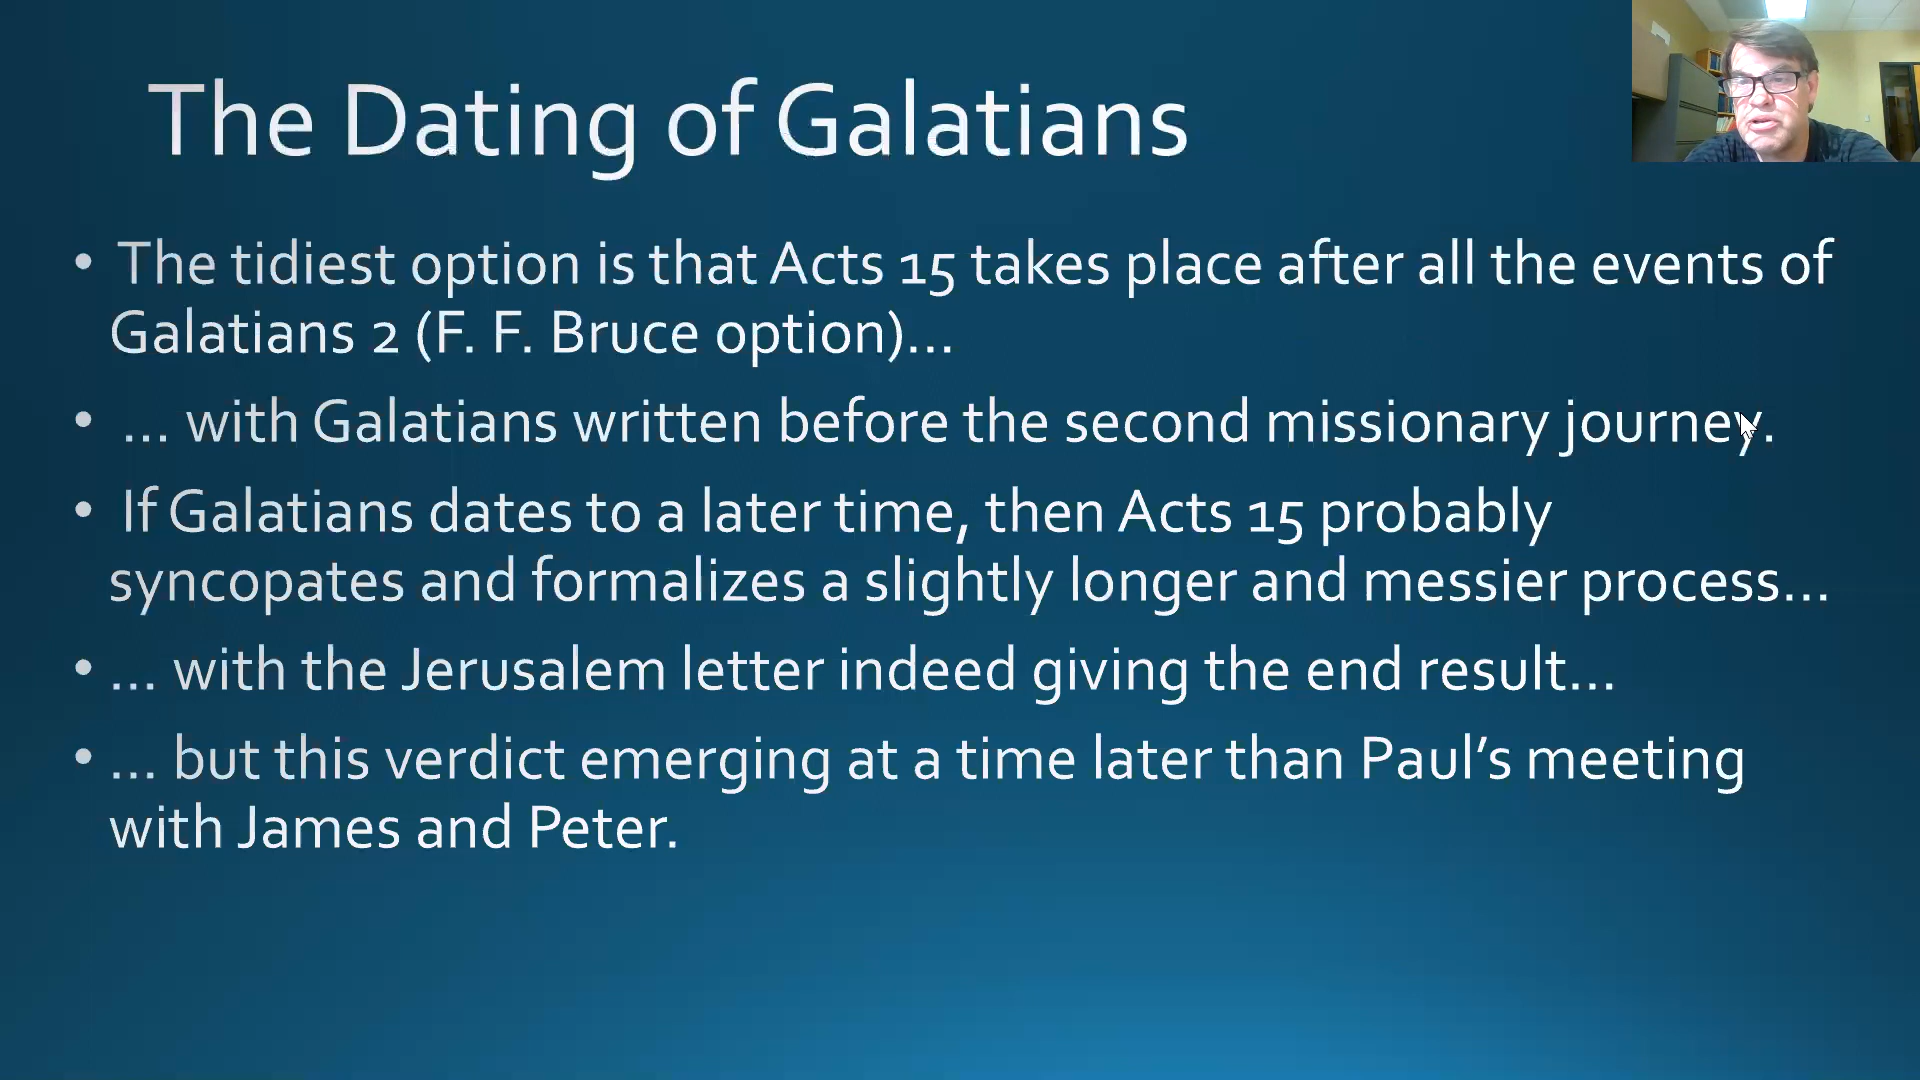 The Dating of Galatians
• The tidiest option is that Acts 15 takes place after all the events of
Galatians 2 (F. F. Bruce option)...
• ... with Galatians written before the second missionary journey.
• If Galatians dates to a later time, then Acts 15 probably
syncopates and formalizes a slightly longer and messier process...
• ... with the Jerusalem letter indeed giving the end result...
• ... but this verdict emerging at a time later than Paul’s meeting
with James and Peter.